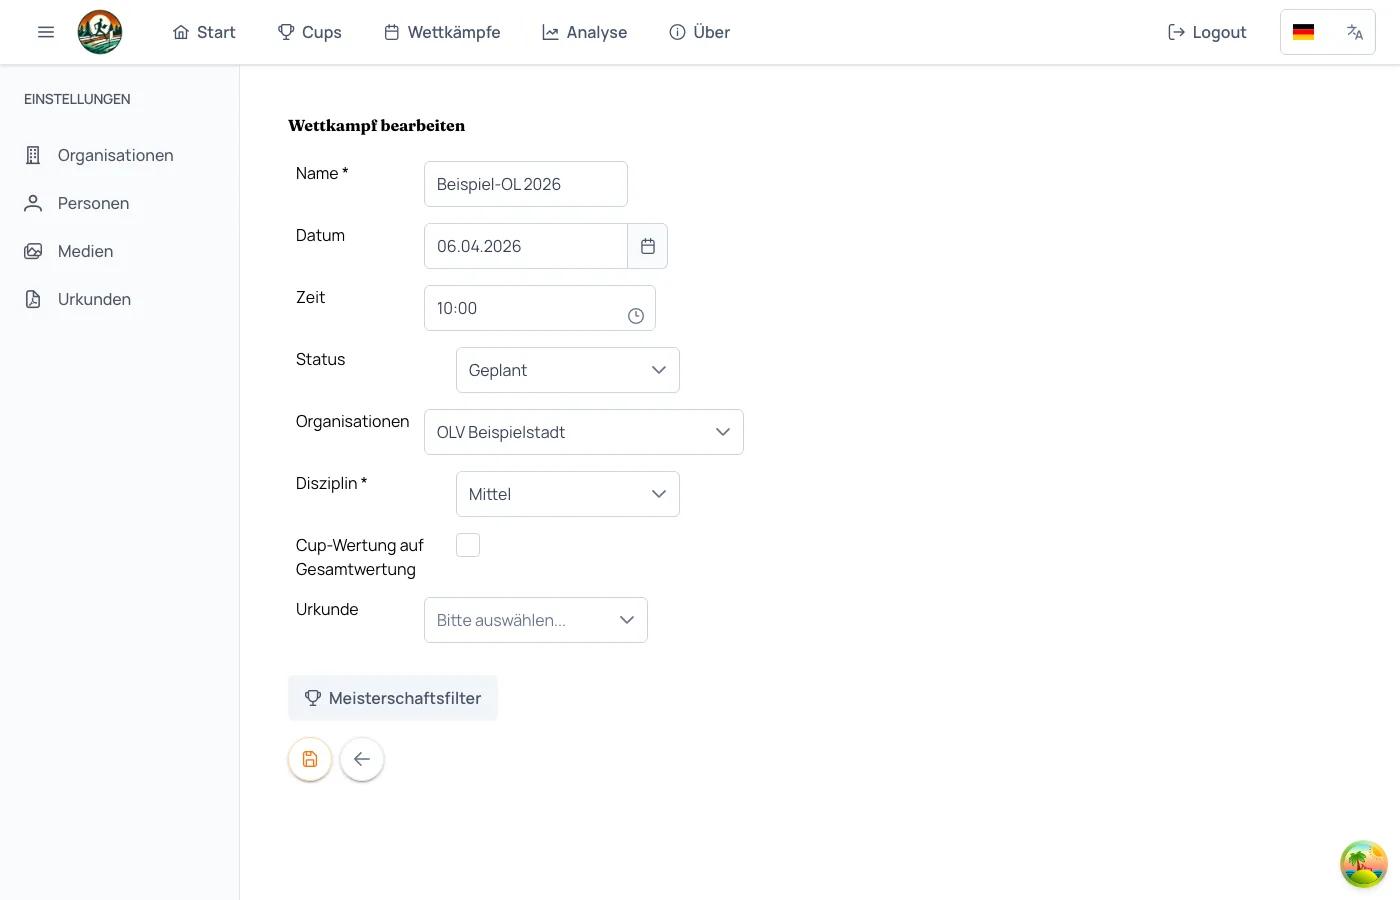 Start
Cups
Wettkämpfe
Analyse
Über
Logout
EINSTELLUNGEN
Organisationen
Personen
Medien
Urkunden
Wettkampf bearbeiten
Name *
Beispiel-OL 2026
Datum
06.04.2026
Zeit
10:00
Status
Geplant
Organisationen
OLV Beispielstadt
Disziplin *
Mittel
Cup-Wertung auf
Gesamtwertung
Urkunde
Bitte auswählen...
Meisterschaftsfilter